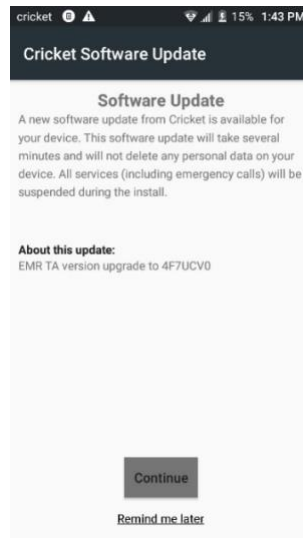 cricket 15% 1:43 PM
Cricket Software Update
Software Update
A new software update from Cricket is available for
your device. This software update will take several
minutes and will not delete any personal data on your
device. All services (including emergency calls) will be
suspended during the install.
About this update:
EMR TA version upgrade to 4F7UCV0
Continue
Remind me later